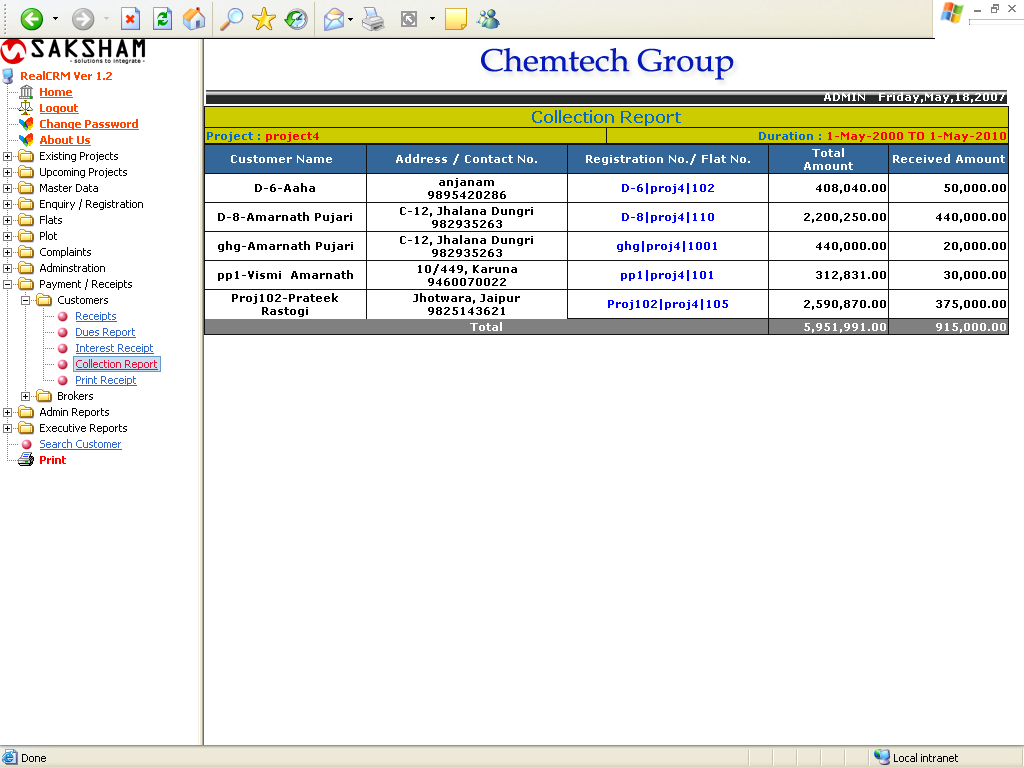 SAKSHAM
- solutions to integrate -
RealCRM Ver 1.2
Home
Logout
Change Password
About Us
Existing Projects
Upcoming Projects
Master Data
Enquiry / Registration
Flats
Plot
Complaints
Adminstration
Payment / Receipts
Customers
Receipts
Dues Report
Interest Receipt
Collection Report
Print Receipt
Brokers
Admin Reports
Executive Reports
Search Customer
Print
Chemtech Group
ADMIN Friday,May,18,2007
Collection Report
Project : project4 Duration : 1-May-2000 TO 1-May-2010
Customer Name Address / Contact No. Registration No./ Flat No. Total Amount Received Amount
D-6-Aaha anjanam 9895420286 D-6|proj4|102 408,040.00 50,000.00
D-8-Amarnath Pujari C-12, Jhalana Dungri 982935263 D-8|proj4|110 2,200,250.00 440,000.00
ghg-Amarnath Pujari C-12, Jhalana Dungri 982935263 ghg|proj4|1001 440,000.00 20,000.00
pp1-Vismi Amarnath 10/449, Karuna 9460070022 pp1|proj4|101 312,831.00 30,000.00
Proj102-Prateek Rastogi Jhotwara, Jaipur 9825143621 Proj102|proj4|105 2,590,870.00 375,000.00
Total 5,951,991.00 915,000.00
Done Local intranet